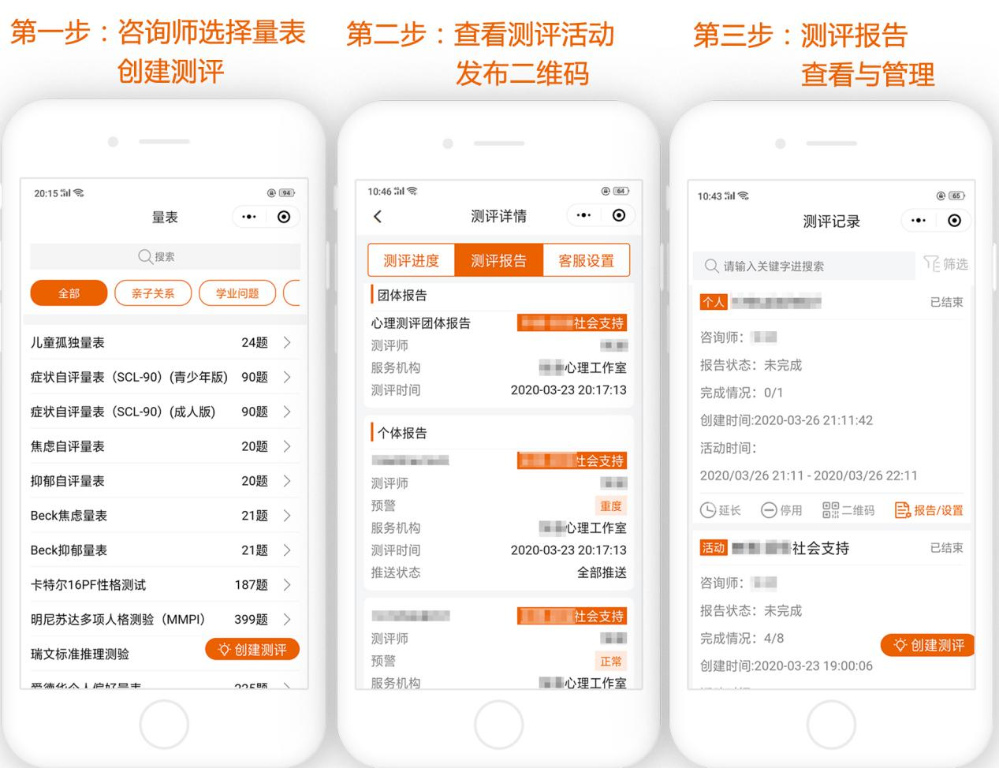 第一步：咨询师选择量表
创建测评
20:15
94
量表
搜索
全部
亲子关系
学业问题
儿童孤独量表 24题
症状自评量表（SCL-90）(青少年版) 90题
症状自评量表（SCL-90）(成人版) 90题
焦虑自评量表 20题
抑郁自评量表 20题
Beck焦虑量表 21题
Beck抑郁量表 21题
卡特尔16PF性格测试 187题
明尼苏达多项人格测验（MMPI） 399题
瑞文标准推理测验
创建测评
第二步：查看测评活动
发布二维码
10:46
64
测评详情
测评进度
测评报告
客服设置
团体报告
心理测评团体报告 社会支持
测评师
服务机构 心理工作室
测评时间 2020-03-23 20:17:13
个体报告
社会支持
测评师
预警 重度
服务机构 心理工作室
测评时间 2020-03-23 20:17:13
推送状态 全部推送
社会支持
测评师
预警 正常
服务机构 心理工作室
第三步：测评报告
查看与管理
10:43
65
测评记录
请输入关键字进搜索
筛选
个人 已结束
咨询师：
报告状态：未完成
完成情况：0/1
创建时间:2020-03-26 21:11:42
活动时间：
2020/03/26 21:11 - 2020/03/26 22:11
延长
停用
二维码
报告/设置
活动 社会支持 已结束
咨询师：
报告状态：未完成
完成情况：4/8
创建测评
创建时间:2020-03-23 19:00:06